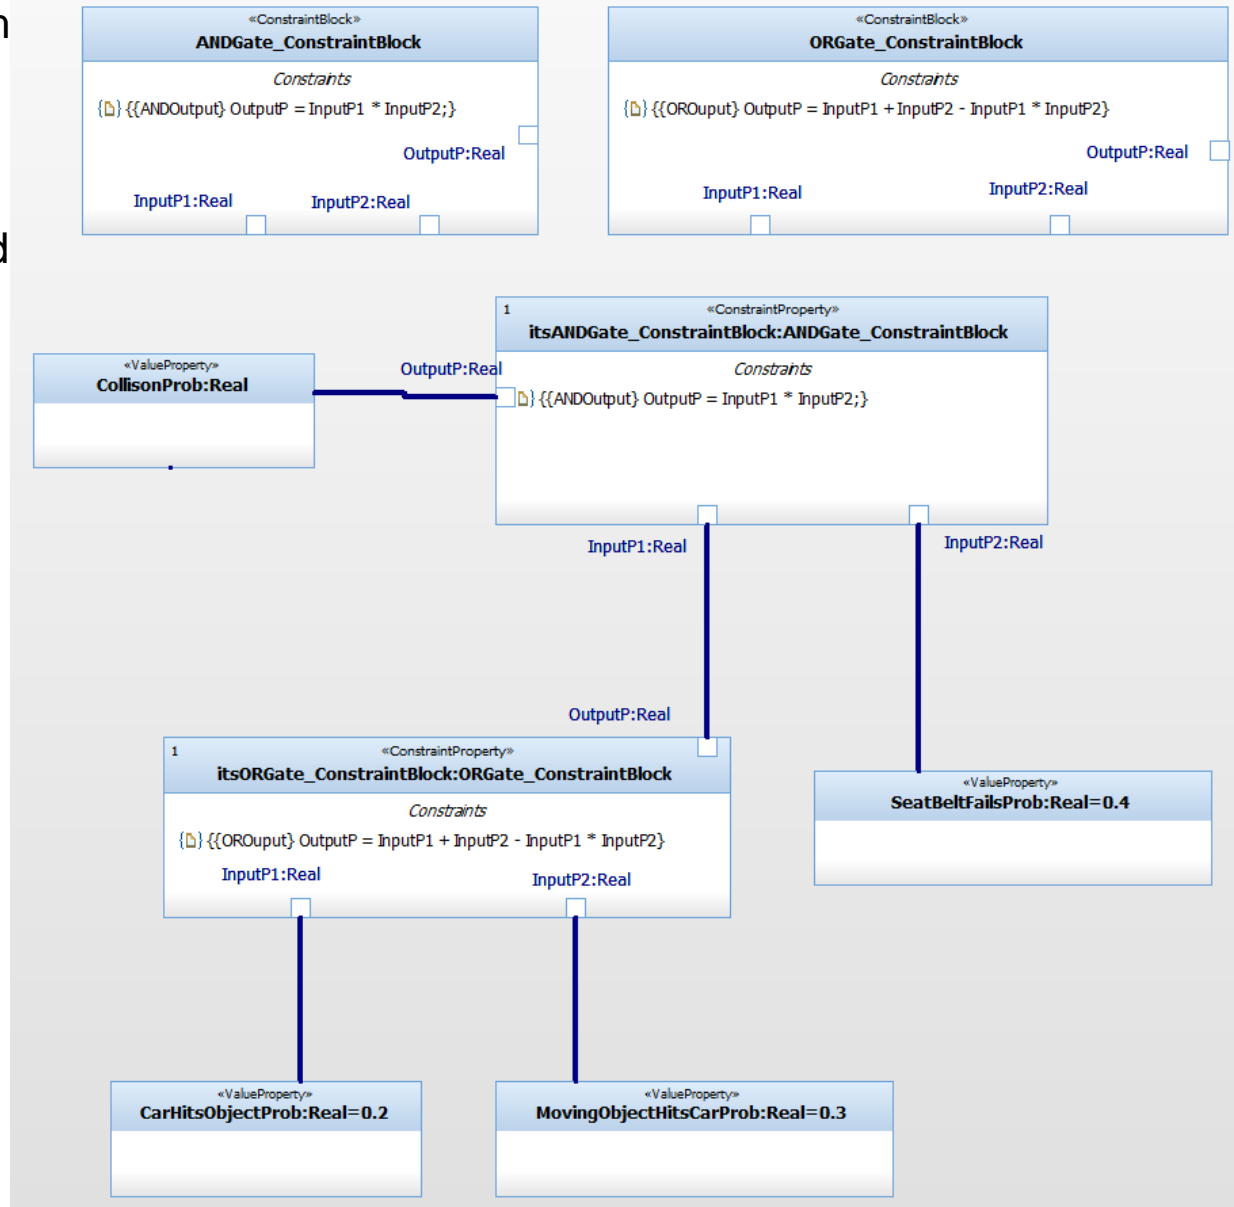 n
«ConstraintBlock»
ANDGate_ConstraintBlock
Constraints
{{ANDOutput} OutputP = InputP1 * InputP2;}
OutputP:Real
InputP1:Real
InputP2:Real
«ConstraintBlock»
ORGate_ConstraintBlock
Constraints
{{OROuput} OutputP = InputP1 + InputP2 - InputP1 * InputP2}
OutputP:Real
InputP1:Real
InputP2:Real
d
1
«ConstraintProperty»
itsANDGate_ConstraintBlock:ANDGate_ConstraintBlock
Constraints
{{ANDOutput} OutputP = InputP1 * InputP2;}
OutputP:Real
InputP1:Real
InputP2:Real
«ValueProperty»
CollisonProb:Real
OutputP:Real
1
«ConstraintProperty»
itsORGate_ConstraintBlock:ORGate_ConstraintBlock
Constraints
{{OROuput} OutputP = InputP1 + InputP2 - InputP1 * InputP2}
InputP1:Real
InputP2:Real
«ValueProperty»
SeatBeltFailsProb:Real=0.4
«ValueProperty»
CarHitsObjectProb:Real=0.2
«ValueProperty»
MovingObjectHitsCarProb:Real=0.3